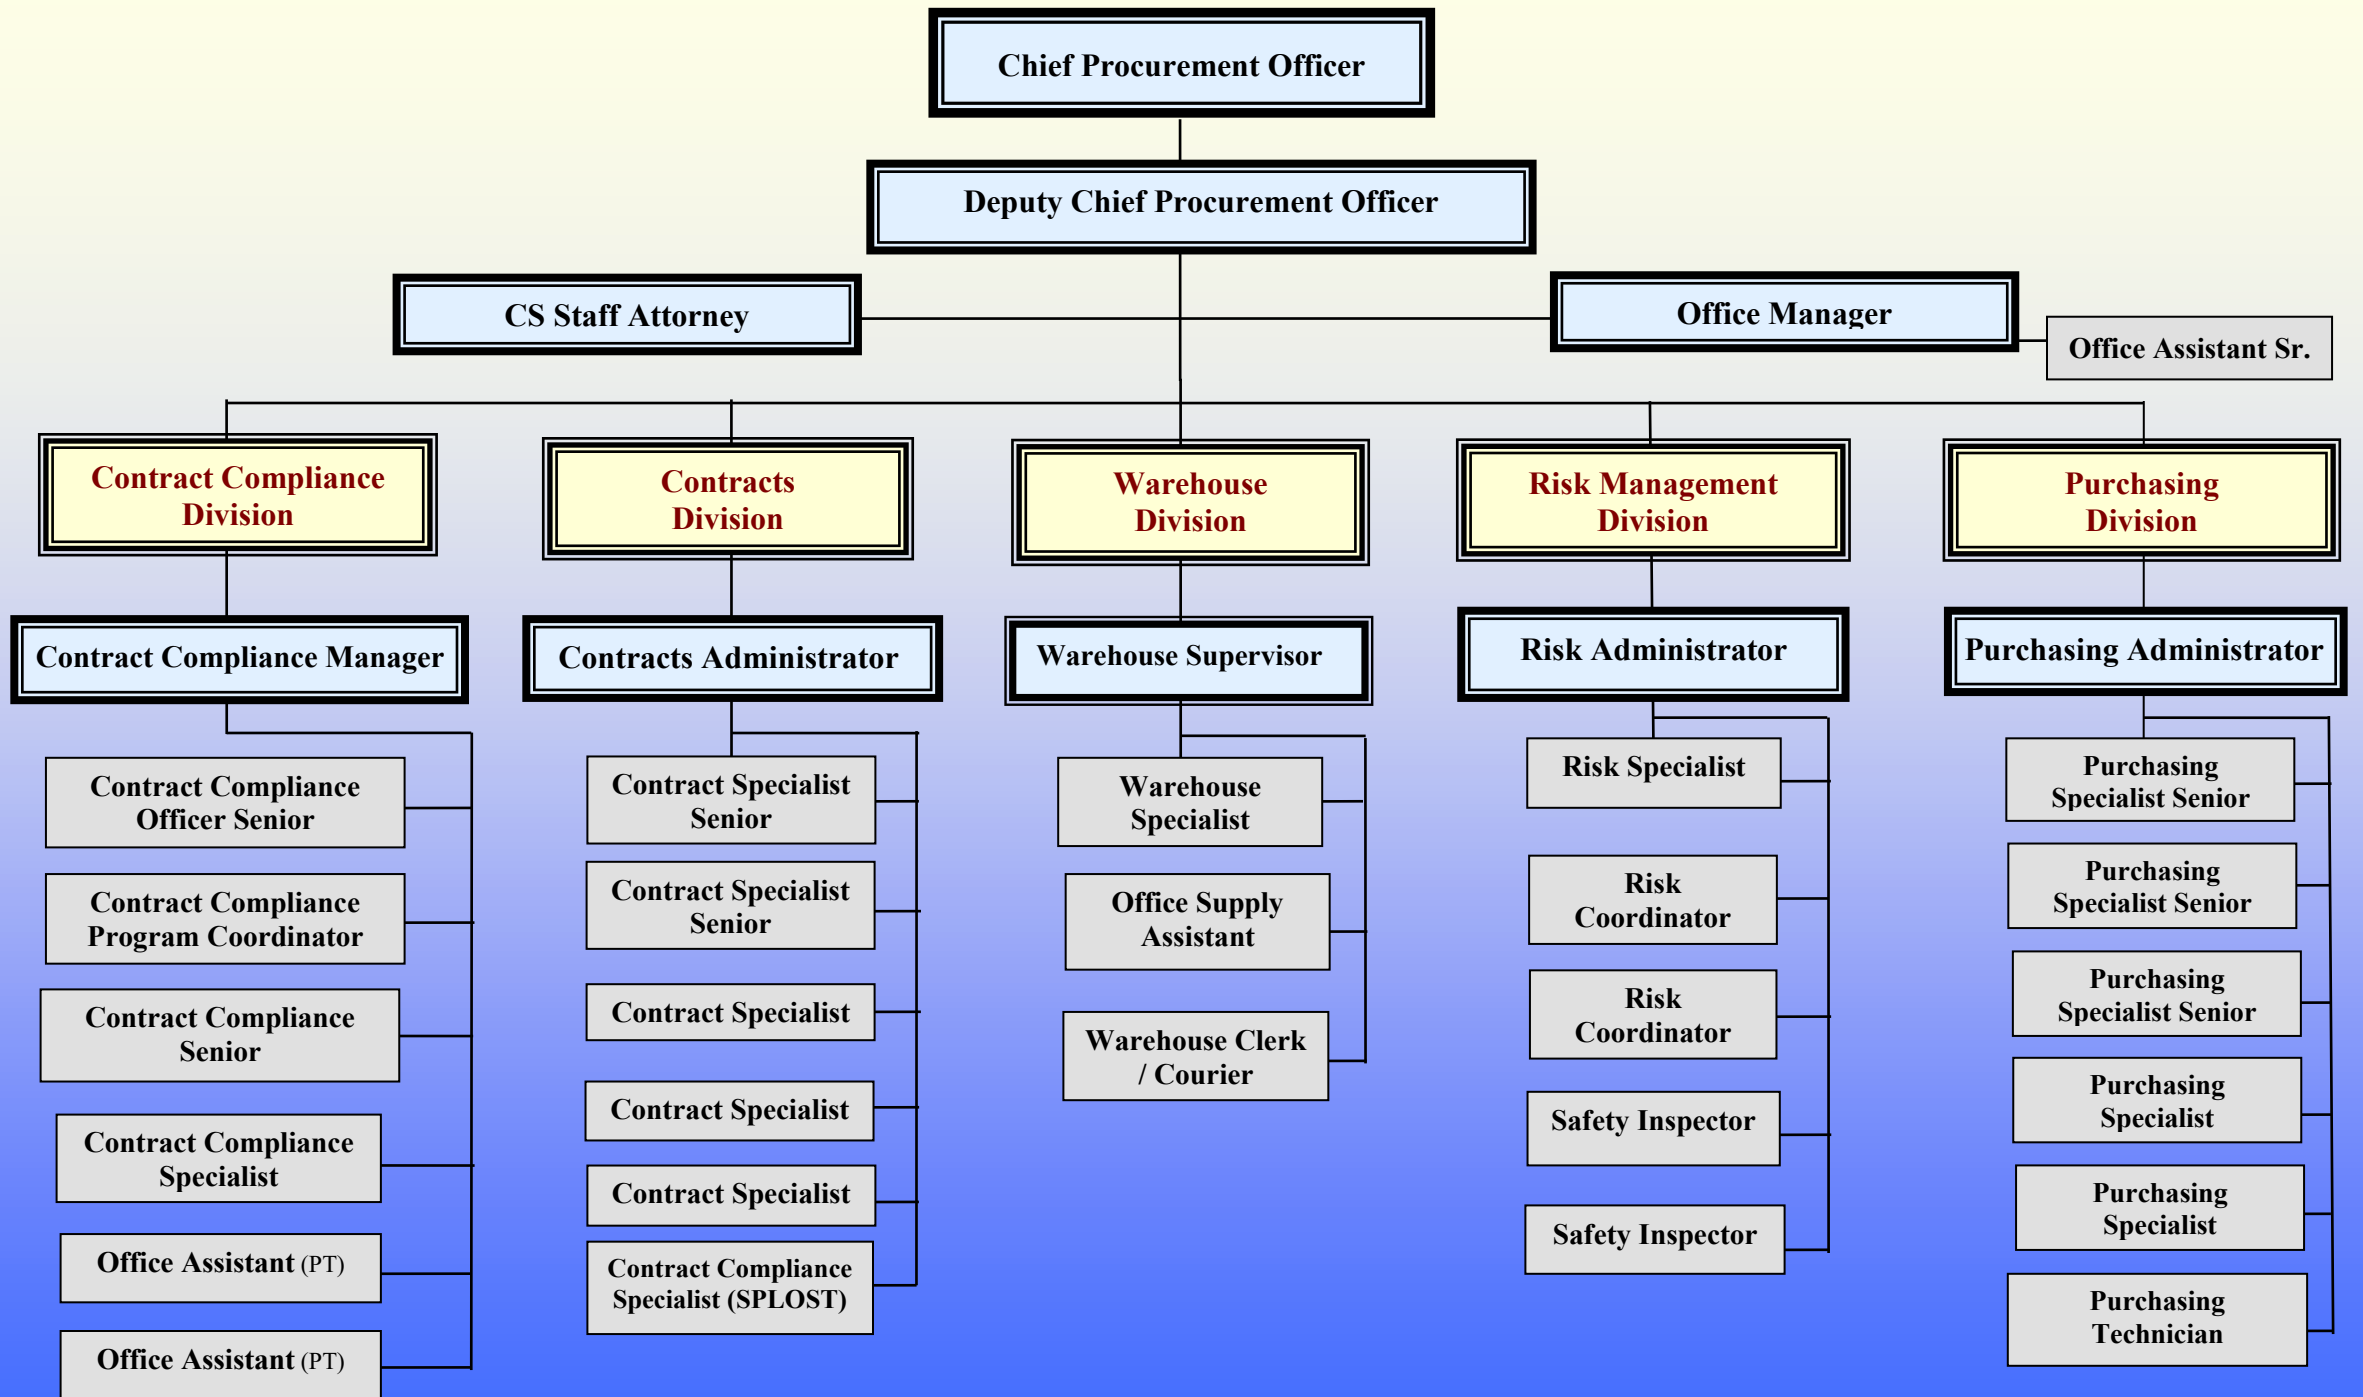 Chief Procurement Officer
Deputy Chief Procurement Officer
CS Staff Attorney
Office Manager
Office Assistant Sr.
Contract Compliance
Division
Contracts
Division
Warehouse
Division
Risk Management
Division
Purchasing
Division
Contract Compliance Manager
Contracts Administrator
Warehouse Supervisor
Risk Administrator
Purchasing Administrator
Contract Compliance
Officer Senior
Contract Compliance
Program Coordinator
Contract Compliance
Senior
Contract Compliance
Specialist
Office Assistant (PT)
Office Assistant (PT)
Contract Specialist
Senior
Contract Specialist
Senior
Contract Specialist
Contract Specialist
Contract Specialist
Contract Compliance
Specialist (SPLOST)
Warehouse
Specialist
Office Supply
Assistant
Warehouse Clerk
/ Courier
Risk Specialist
Risk
Coordinator
Risk
Coordinator
Safety Inspector
Safety Inspector
Purchasing
Specialist Senior
Purchasing
Specialist Senior
Purchasing
Specialist Senior
Purchasing
Specialist
Purchasing
Specialist
Purchasing
Technician